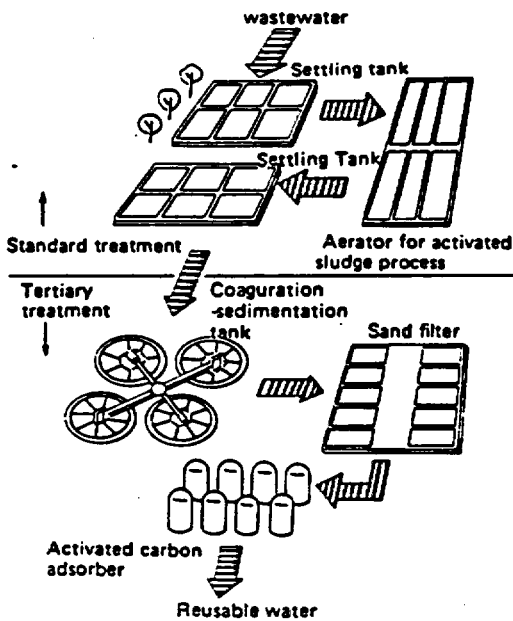 wastewater
Settling tank
Settling Tank
Standard treatment
Aerator for activated
sludge process
Tertiary
treatment
Coaguration
-sedimentation
tank
Sand filter
Activated carbon
adsorber
Reusable water